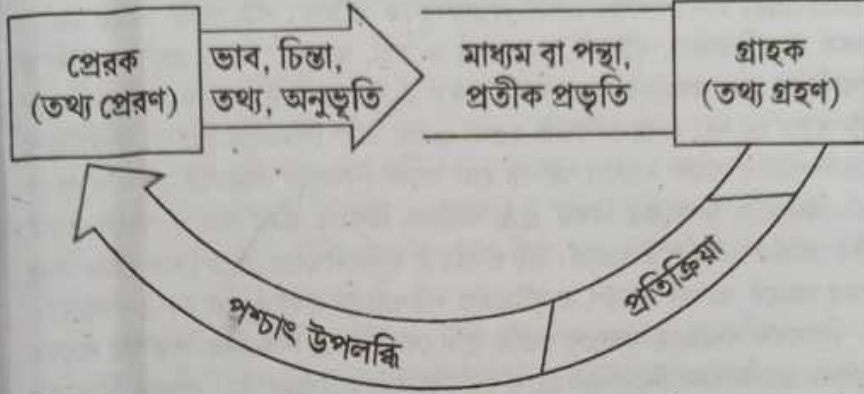 প্রেরক
(তথ্য প্রেরণ)
ভাব, চিন্তা,
তথ্য, অনুভূতি
মাধ্যম বা পন্থা,
প্রতীক প্রভৃতি
গ্রাহক
(তথ্য গ্রহণ)
প্রতিক্রিয়া
পশ্চাৎ উপলব্ধি